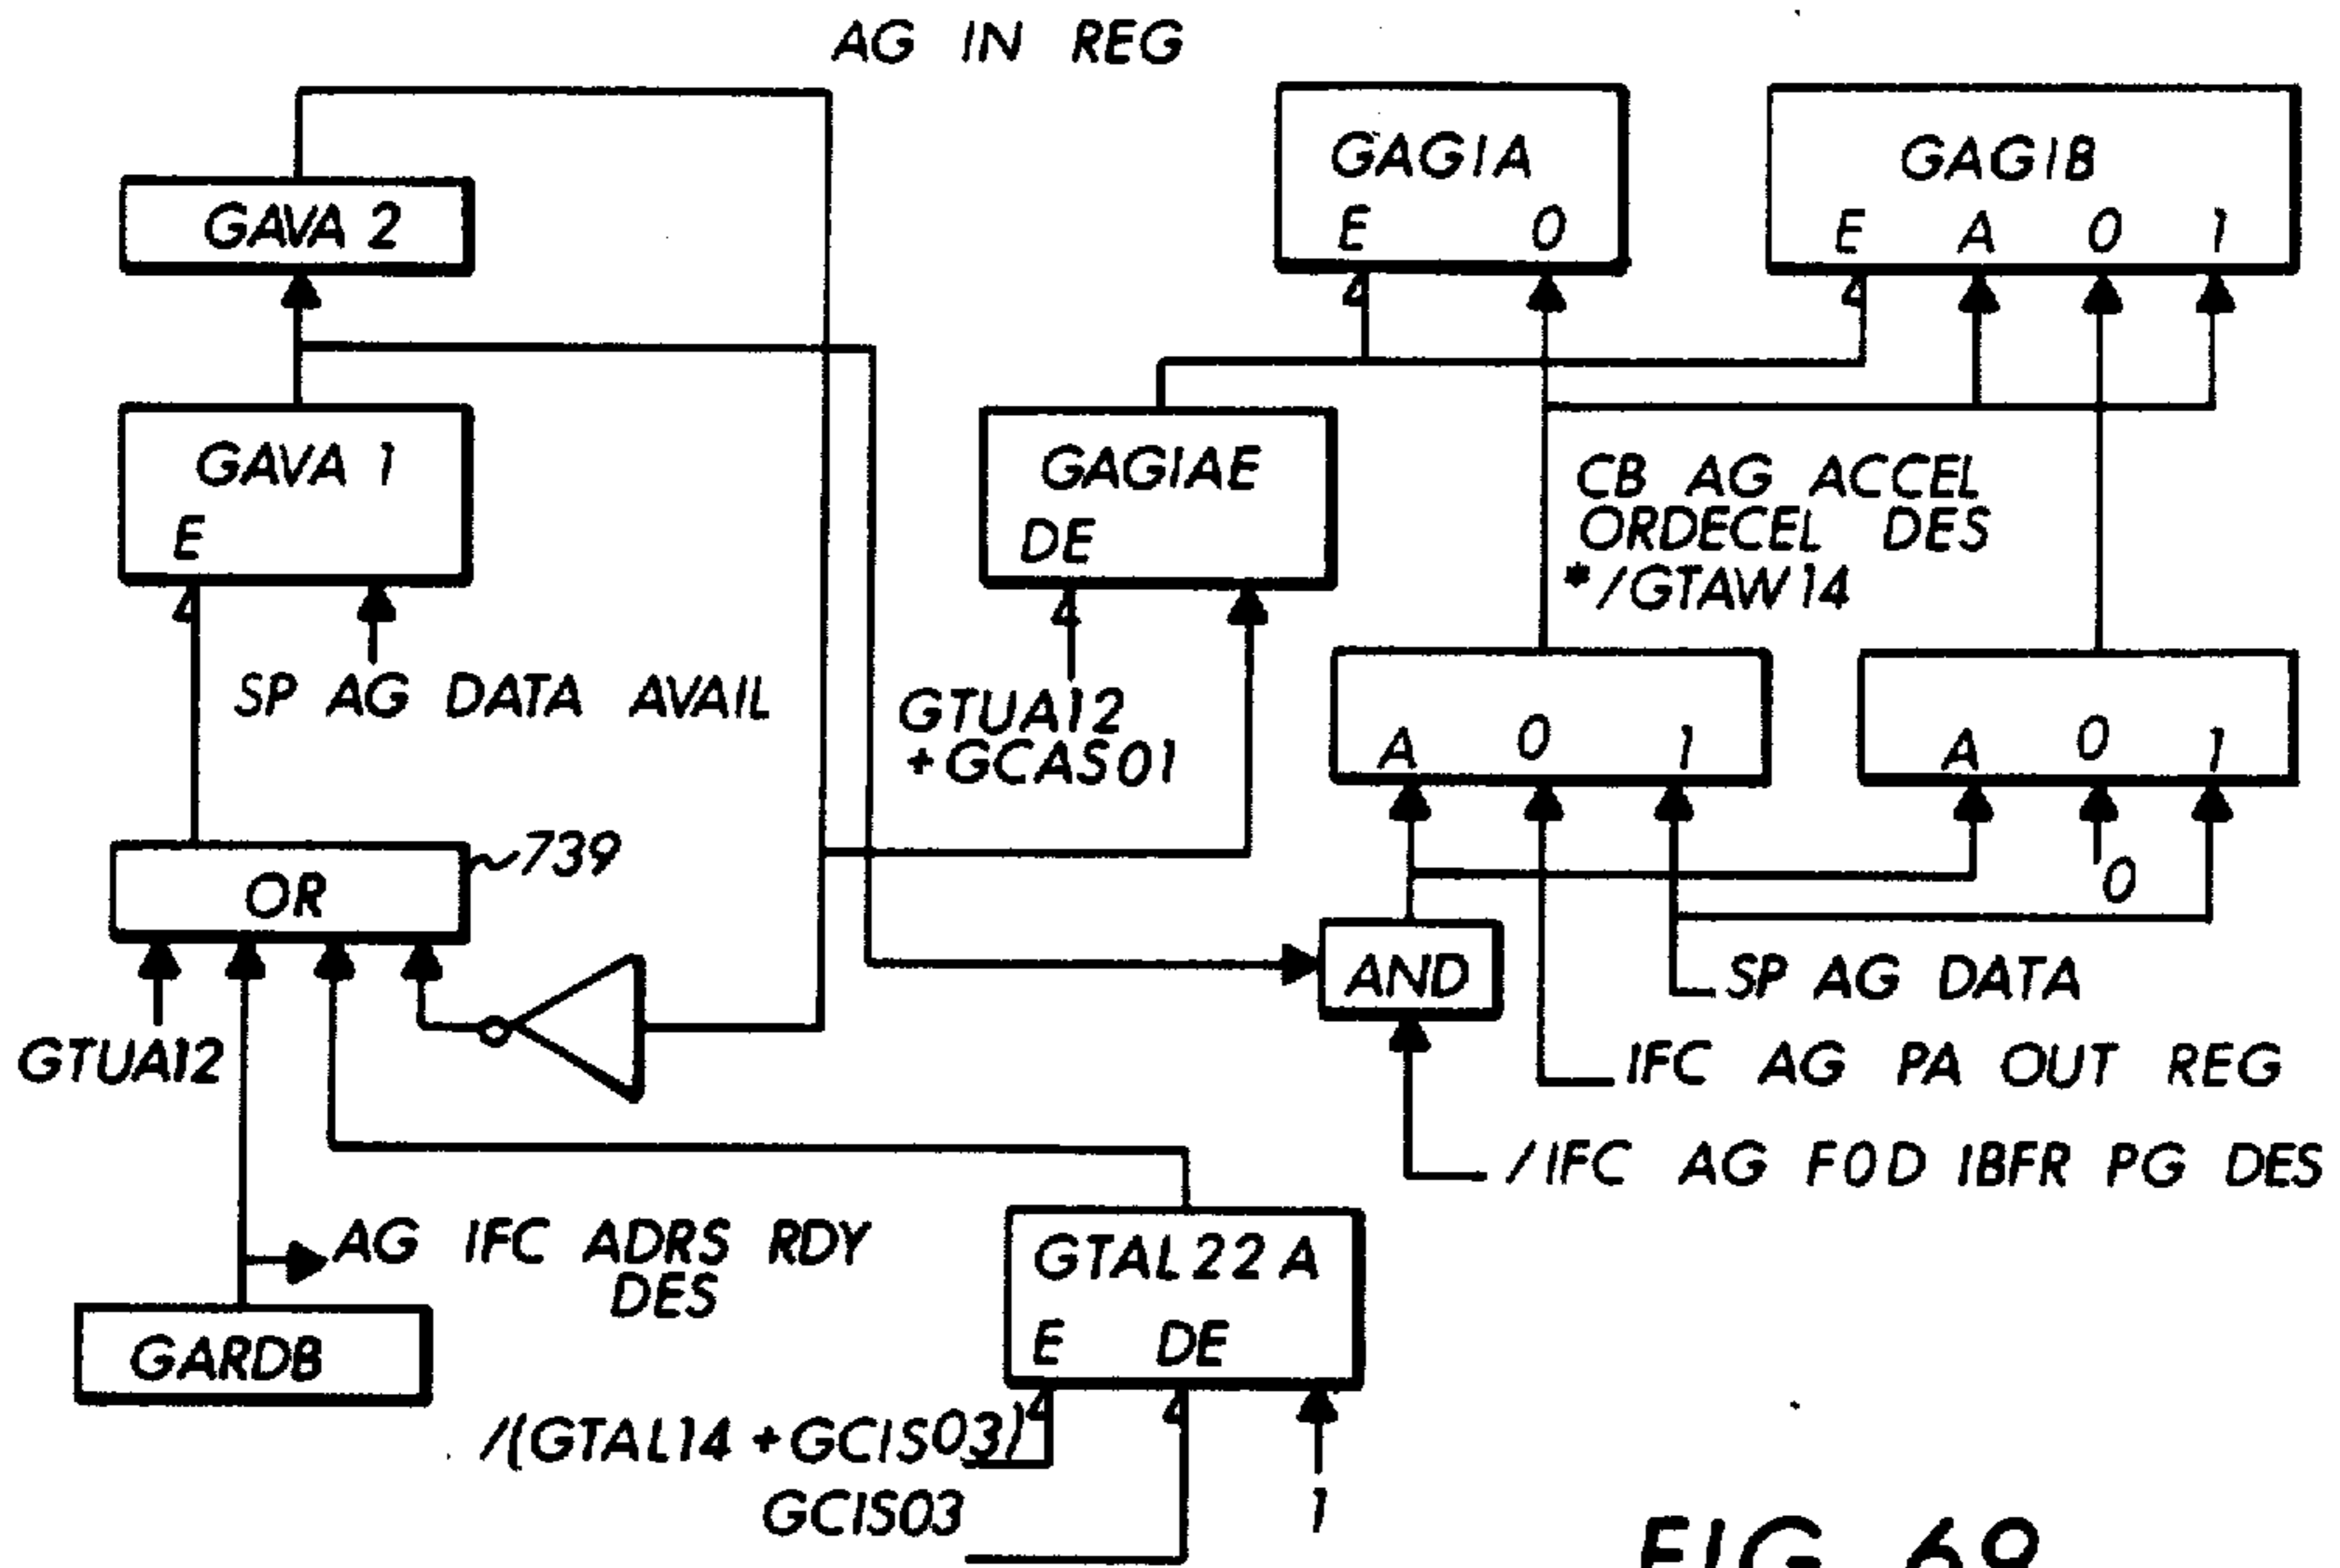 AG IN REG
GAGIA
E 0
GAGIB
E A 0 1
GAVA 2
GAVA 1
E
SP AG DATA AVAIL
GAGIAE
DE
GTUA12
+GCAS01
CB AG ACCEL
ORDECEL DES
*/GTAW14
A 0 1
A 0 1
0
OR
739
GTUA12
AND
SP AG DATA
IFC AG PA OUT REG
/IFC AG FOD IBFR PG DES
AG IFC ADRS RDY
DES
GARDB
GTAL22A
E DE
/(GTAL14 +GCIS03)
GCIS03
1
FIG. 69